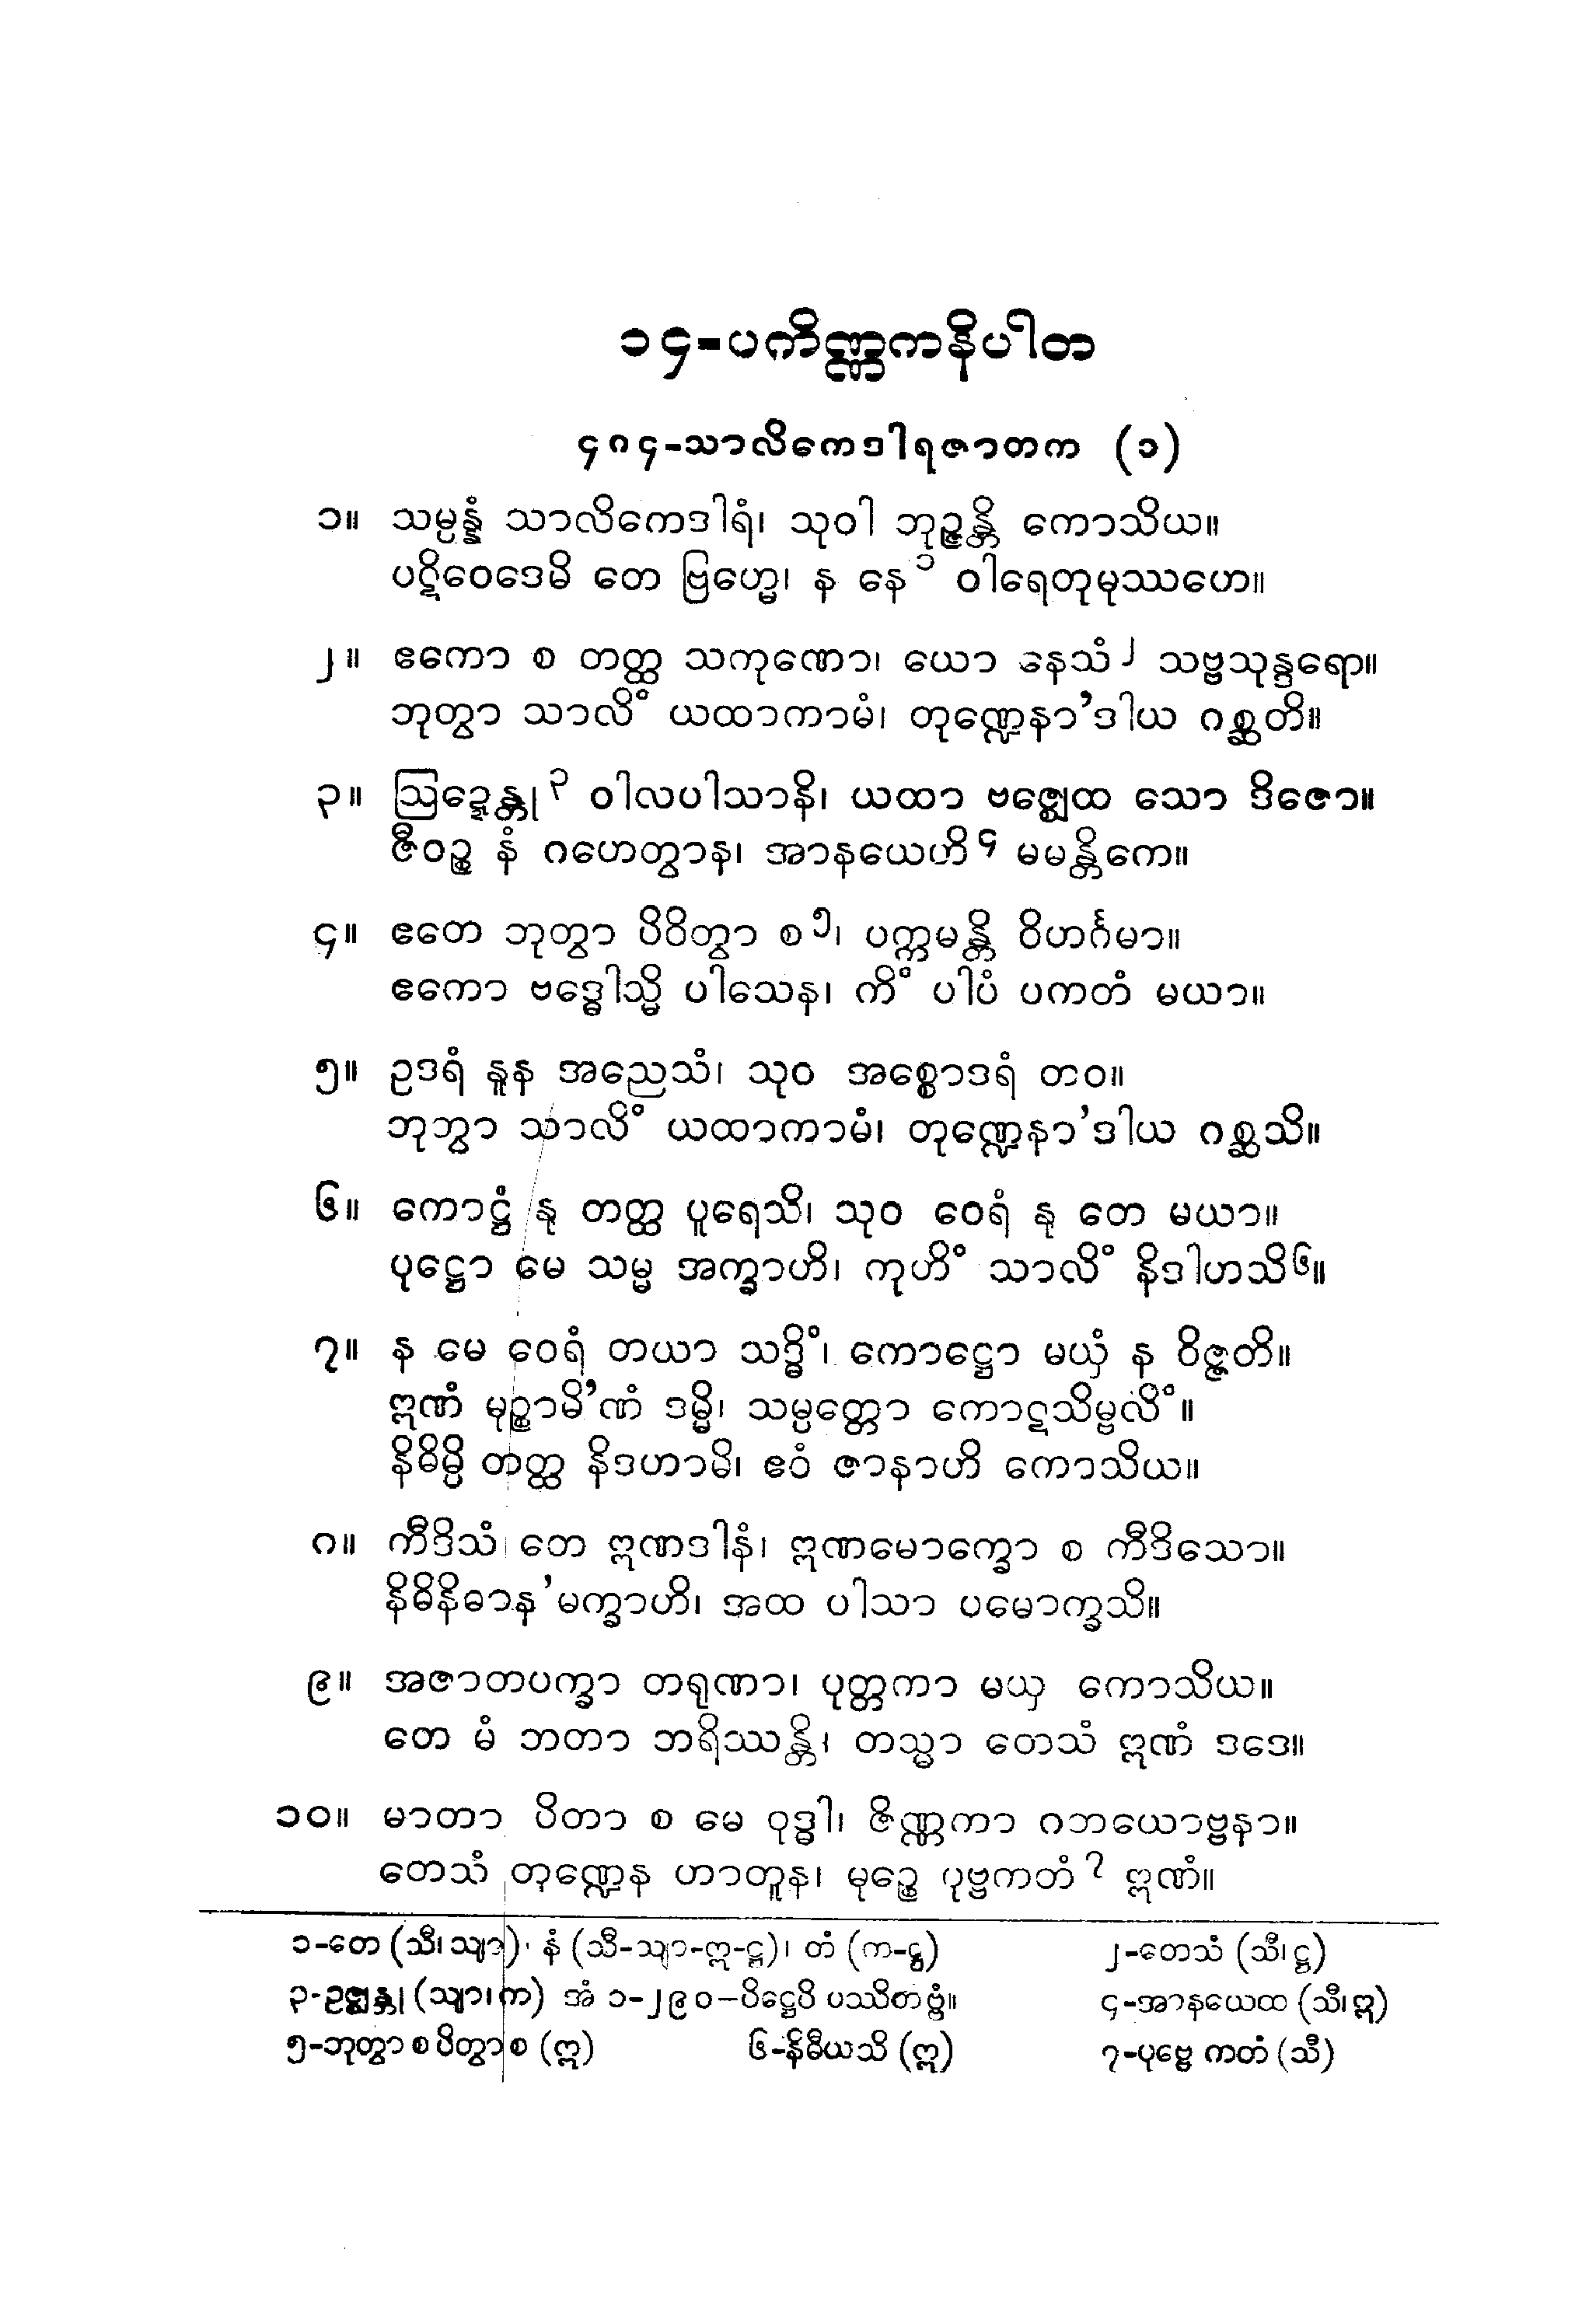 ၁၄-ပကိဏ္ဏကနိပါတ
၄၈၄-သာလိကေဒါရဇာတက (၁)
၁။ သမ္ပန္နံ သာလိကေဒါရံ၊ သုဝါ ဘုဉ္ဇန္တိ ကောသိယ။
ပဋိဝေဒေမိ တေ ဗြဟ္မေ၊ န နေ ၁ ဝါရေတုမုဿဟေ။
၂။ ဧကော စ တတ္ထ သကုဏော၊ ယော နေသံ ၂ သဗ္ဗသုန္ဒရော။
ဘုတွာ သာလိံ ယထာကာမံ၊ တုဏ္ဍေနာ’ဒါယ ဂစ္ဆတိ။
၃။ ဩဍ္ဍေန္တု ၃ ဝါလပါသာနိ၊ ယထာ ဗဇ္ဈေထ သော ဒိဇော။
ဇီဝဉ္စ နံ ဂဟေတွာန၊ အာနယေဟိ ၄ မမန္တိကေ။
၄။ ဧတေ ဘုတွာ ပိဝိတွာ စ ၅၊ ပက္ကမန္တိ ဝိဟင်္ဂမာ။
ဧကော ဗဒ္ဓေါသ္မိ ပါသေန၊ ကိံ ပါပံ ပကတံ မယာ။
၅။ ဥဒရံ နူန အညေသံ၊ သုဝ အစ္စောဒရံ တဝ။
ဘုတွာ သာလိံ ယထာကာမံ၊ တုဏ္ဍေနာ’ဒါယ ဂစ္ဆသိ။
၆။ ကောဋ္ဌံ နု တတ္ထ ပူရေသိ၊ သုဝ ဝေရံ နု တေ မယာ။
ပုဋ္ဌော မေ သမ္မ အက္ခာဟိ၊ ကုဟိံ သာလိံ နိဒါဟသိ ၆။
၇။ န မေ ဝေရံ တယာ သဒ္ဓိံ၊ ကောဋ္ဌော မယှံ န ဝိဇ္ဇတိ။
ဣဏံ မုဉ္စာမိ’ဏံ ဒမ္မိ၊ သမ္ပတ္တော ကောဋသိမ္ဗလိံ။
နိဓိမ္ပိ တတ္ထ နိဒဟာမိ၊ ဧဝံ ဇာနာဟိ ကောသိယ။
၈။ ကီဒိသံ တေ ဣဏဒါနံ၊ ဣဏမောက္ခော စ ကီဒိသော။
နိဓိနိဓာန’မက္ခာဟိ၊ အထ ပါသာ ပမောက္ခသိ။
၉။ အဇာတပက္ခာ တရုဏာ၊ ပုတ္တကာ မယှ ကောသိယ။
တေ မံ ဘတာ ဘရိဿန္တိ၊ တသ္မာ တေသံ ဣဏံ ဒဒေ။
၁၀။ မာတာ ပိတာ စ မေ ဝုဒ္ဓါ၊ ဇိဏ္ဏကာ ဂတယောဗ္ဗနာ။
တေသံ တုဏ္ဍေန ဟာတူန၊ မုဉ္စေ ပုဗ္ဗကတံ ၇ ဣဏံ။
၁-တေ (သီ၊ သျာ)၊ နံ (သီ-သျာ-ဣ-ဋ္ဌ)၊ တံ (က-ဋ္ဌ) ၂-တေသံ (သီ၊ ဋ္ဌ)
၃-ဥဇ္ဈန္တု (သျာ၊ က) အံ ၁-၂၉၀-ပိဋ္ဌေပိ ပဿိတဗ္ဗံ။ ၄-အာနယေထ (သီ၊ ဣ)
၅-ဘုတွာ စ ပိတွာ စ (ဣ) ၆-နိဓီယသိ (ဣ) ၇-ပုဗ္ဗေ ကတံ (သီ)